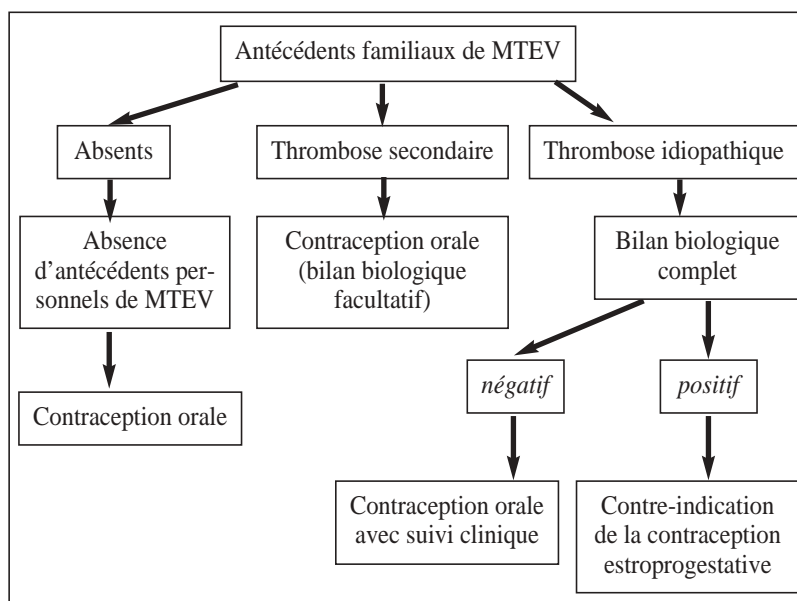 Antécédents familiaux de MTEV
Absents
Thrombose secondaire
Thrombose idiopathique
Absence
d'antécédents per-
sonnels de MTEV
Contraception orale
(bilan biologique
facultatif)
Bilan biologique
complet
négatif
positif
Contraception orale
Contraception orale
avec suivi clinique
Contre-indication
de la contraception
estroprogestative